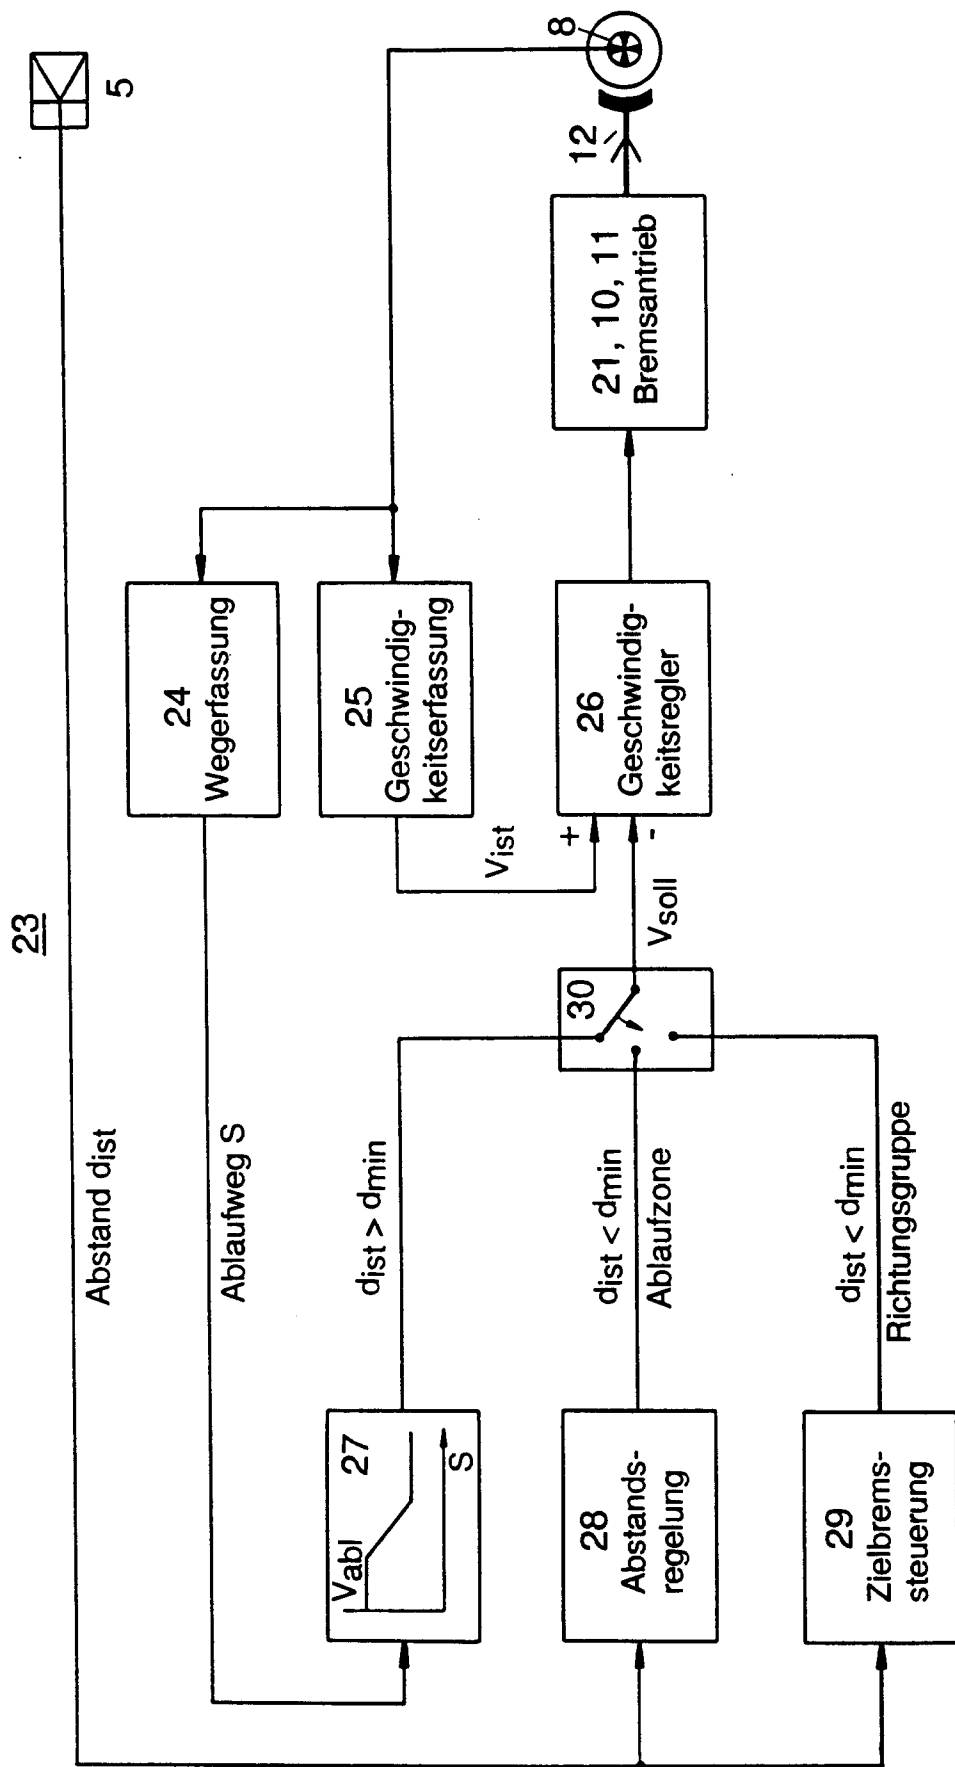 23
5
Abstand dist
Ablaufweg S
24
Wegerfassung
25
Geschwindig-
keitserfassung
Vist
+
-
26
Geschwindig-
keitsregler
21, 10, 11
Bremsantrieb
12
8
Vsoll
30
dist > dmin
dist < dmin
Ablaufzone
dist < dmin
Richtungsgruppe
27
Vabl
S
28
Abstands-
regelung
29
Zielbrems-
steuerung